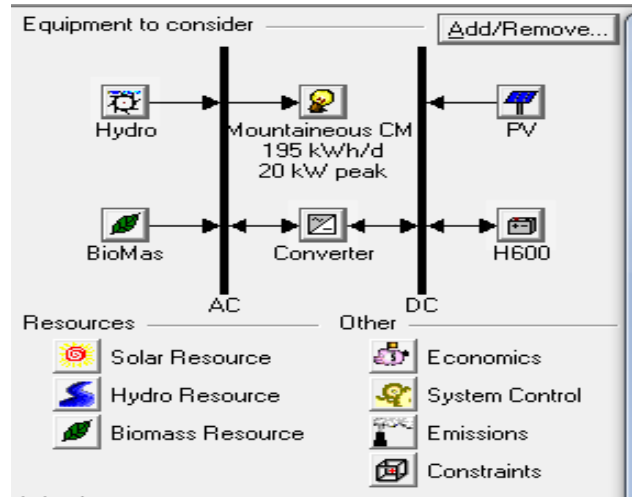 Equipment to consider Add/Remove...
Hydro
Mountaineous CM
195 kWh/d
20 kW peak
PV
BioMas
Converter
H600
AC
DC
Resources
Other
Solar Resource
Economics
Hydro Resource
System Control
Biomass Resource
Emissions
Constraints